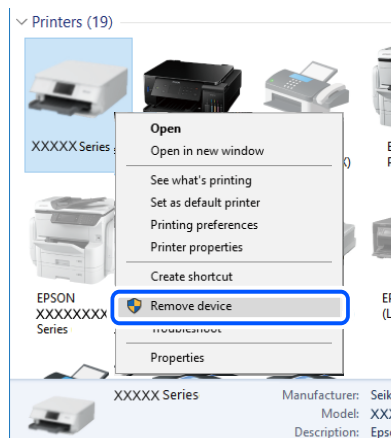 Printers (19)
XXXXX Series
Open
Open in new window
See what's printing
Set as default printer
Printing preferences
Printer properties
Create shortcut
Remove device
Troubleshoot
Properties
EPSON
XXXXXXXX
Series
XXXXX Series
Manufacturer:
Model:
Description: